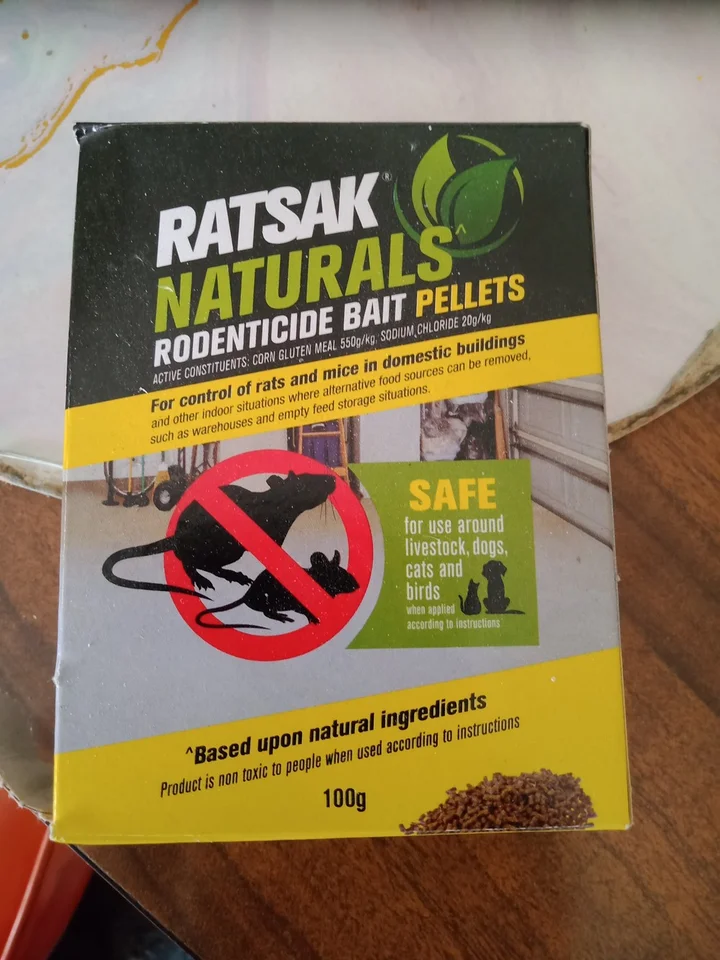 RATSAK®
NATURALS^
RODENTICIDE BAIT PELLETS
ACTIVE CONSTITUENTS: CORN GLUTEN MEAL 550g/kg, SODIUM CHLORIDE 20g/kg
For control of rats and mice in domestic buildings
and other indoor situations where alternative food sources can be removed,
such as warehouses and empty feed storage situations.
SAFE
for use around
livestock, dogs,
cats and
birds
when applied
according to instructions
^Based upon natural ingredients
Product is non toxic to people when used according to instructions
100g